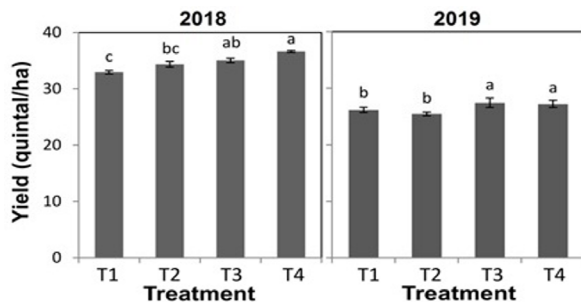 2018 2019
40
30
20
10
0
Yield (quintal/ha)
c bc ab a
b b a a
T1 T2 T3 T4 T1 T2 T3 T4
Treatment Treatment